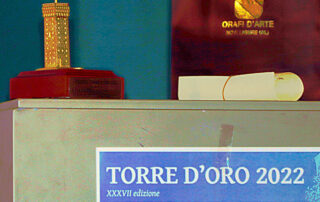 ORAFI D'ARTE
TORRE D'ORO 2022
XXXVII edizione